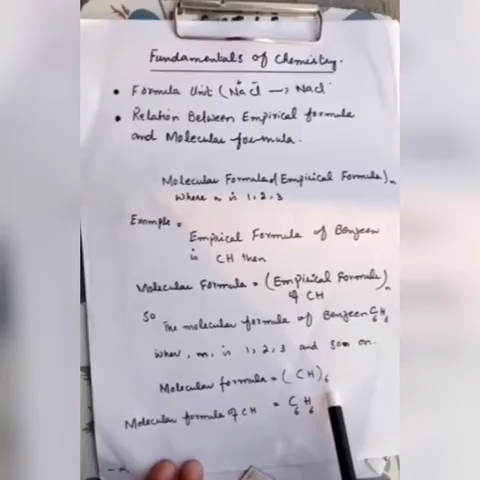 Fundamentals of Chemistry.
• Formula Unit (Na⁺Cl⁻ → NaCl
• Relation Between Empirical formula
and Molecular formula.
Molecular Formula=(Empirical Formula)n
Where n is 1,2,3
Example =
Empirical Formula of Benzeen
is CH then
Molecular Formula = (Empirical Formula)n
of CH
So The molecular formula of Benzeen C₆H₆
when, n, is 1, 2, 3 and soon on.
Molecular formula = (CH)₆
Molecular formula of CH = C₆H₆